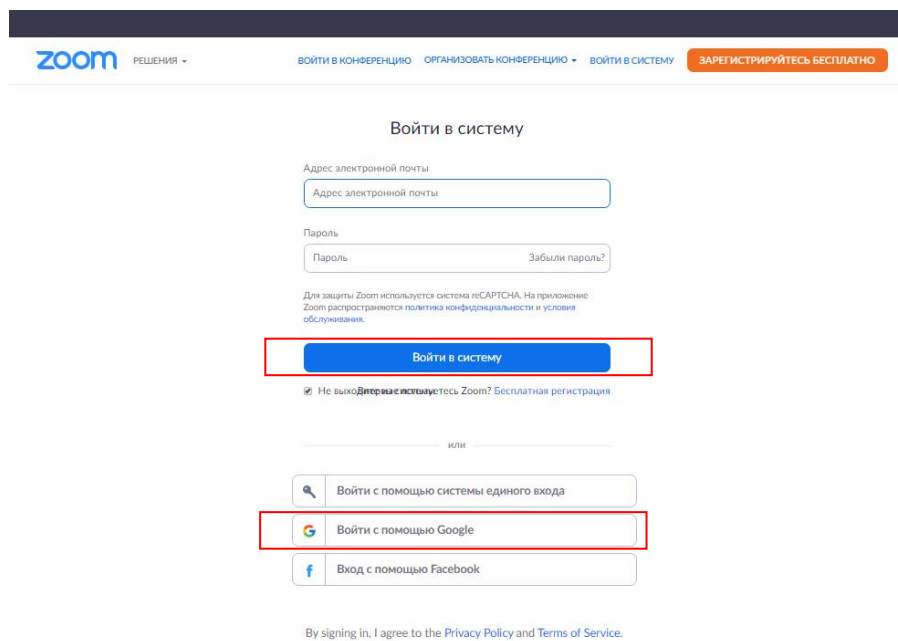 zoom РЕШЕНИЯ ВОЙТИ В КОНФЕРЕНЦИЮ ОРГАНИЗОВАТЬ КОНФЕРЕНЦИЮ ВОЙТИ В СИСТЕМУ ЗАРЕГИСТРИРУЙТЕСЬ БЕСПЛАТНО
Войти в систему
Адрес электронной почты
Адрес электронной почты
Пароль
Пароль Забыли пароль?
Для защиты Zoom используется система reCAPTCHA. На приложение
Zoom распространяются политика конфиденциальности и условия
обслуживания.
Войти в систему
Не Zoom? Бесплатная регистрация
или
Войти с помощью системы единого входа
Войти с помощью Google
Вход с помощью Facebook
By signing in, I agree to the Privacy Policy and Terms of Service.